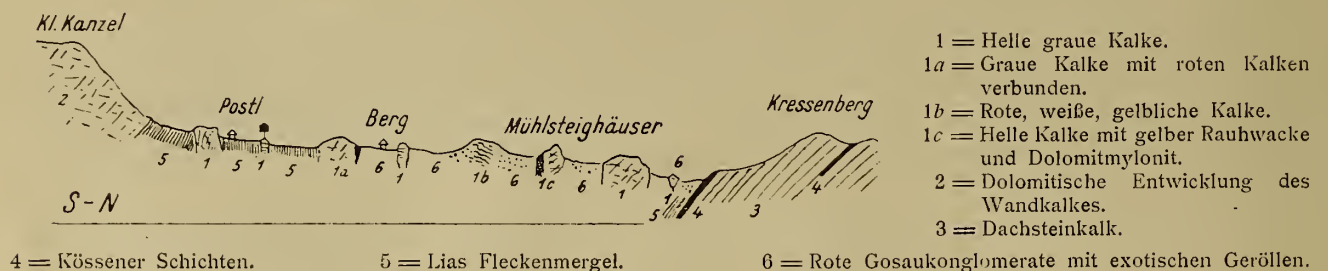 Kl. Kanzel
Postl
Berg
Mühlsteighäuser
Kressenberg
2
5
1
5
1
5
1a
6
1
6
1b
6
1c
6
1
6
1
5
4
3
4
S - N
1 = Helle graue Kalke.
1a = Graue Kalke mit roten Kalken
verbunden.
1b = Rote, weiße, gelbliche Kalke.
1c = Helle Kalke mit gelber Rauhwacke
und Dolomitmylonit.
2 = Dolomitische Entwicklung des
Wandkalkes.
3 = Dachsteinkalk.
4 = Kössener Schichten. 5 = Lias Fleckenmergel. 6 = Rote Gosaukonglomerate mit exotischen Geröllen.